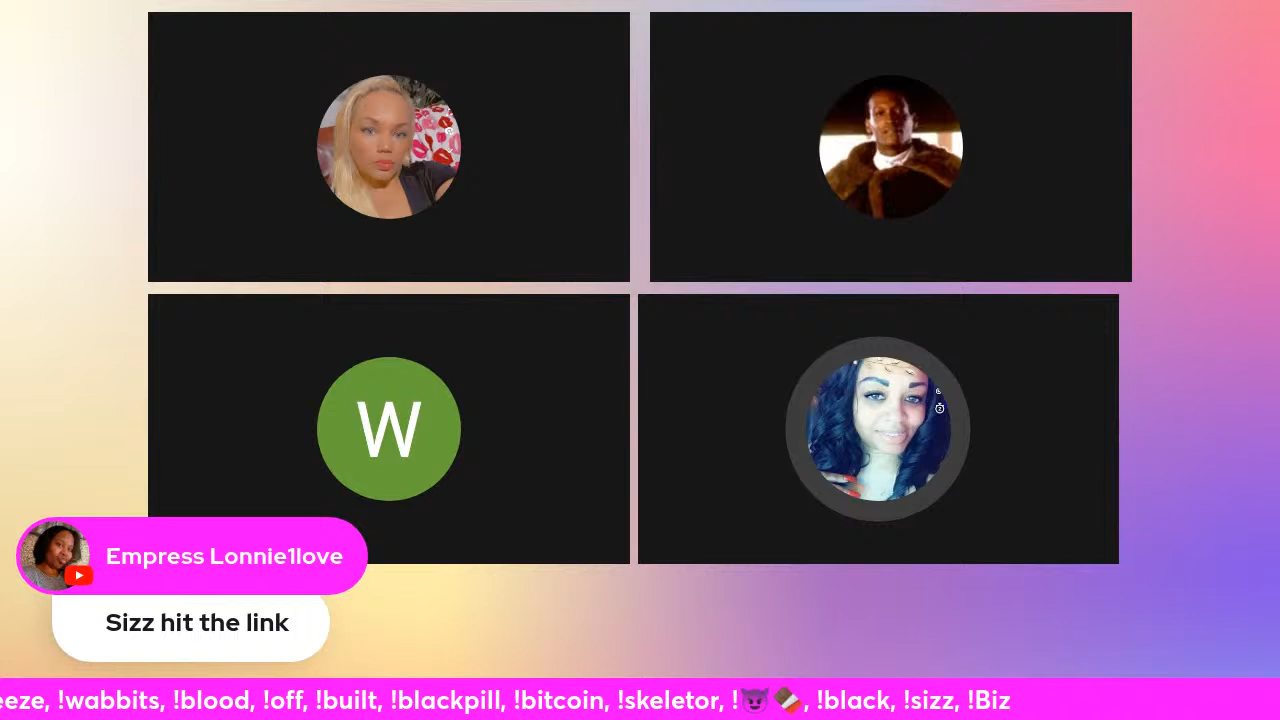 W
Empress Lonnie1love
Sizz hit the link
eeze, !wabbits, !blood, !off, !built, !blackpill, !bitcoin, !skeletor, !😈🍫, !black, !sizz, !Biz